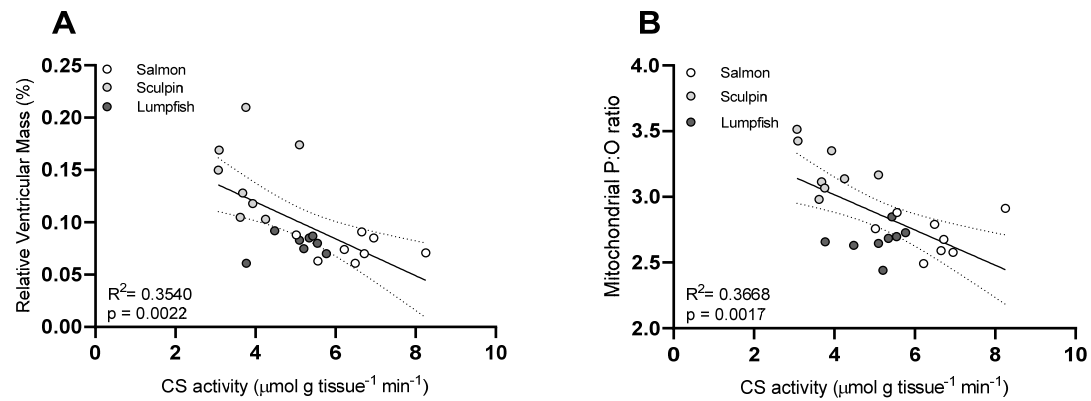 A
Relative Ventricular Mass (%)
0.25
0.20
0.15
0.10
0.05
0.00
Salmon
Sculpin
Lumpfish
R²= 0.3540
p = 0.0022
0 2 4 6 8 10
CS activity (μmol g tissue⁻¹ min⁻¹)
B
Mitochondrial P:O ratio
4.0
3.5
3.0
2.5
2.0
Salmon
Sculpin
Lumpfish
R²= 0.3668
p = 0.0017
0 2 4 6 8 10
CS activity (μmol g tissue⁻¹ min⁻¹)